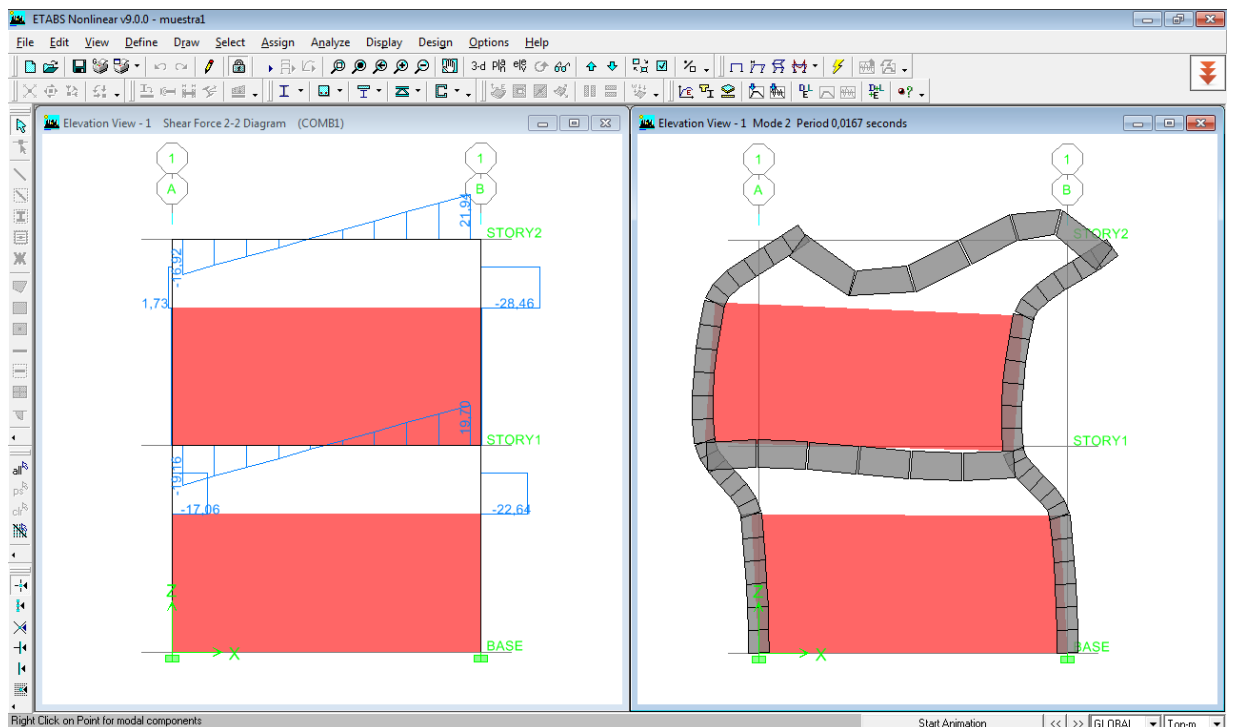 ETABS Nonlinear v9.0.0 - muestra1
File Edit View Define Draw Select Assign Analyze Display Design Options Help
3-d
Elevation View - 1 Shear Force 2-2 Diagram (COMB1)
1
1
A
B
21,94
STORY2
-16,92
1,73
-28,46
19,70
STORY1
-19,16
-17,06
-22,64
Z
BASE
X
Elevation View - 1 Mode 2 Period 0,0167 seconds
1
1
A
B
STORY2
STORY1
Z
BASE
X
all
ps
clr
Right Click on Point for modal components
Start Animation
<< >>
GLOBAL
Ton-m